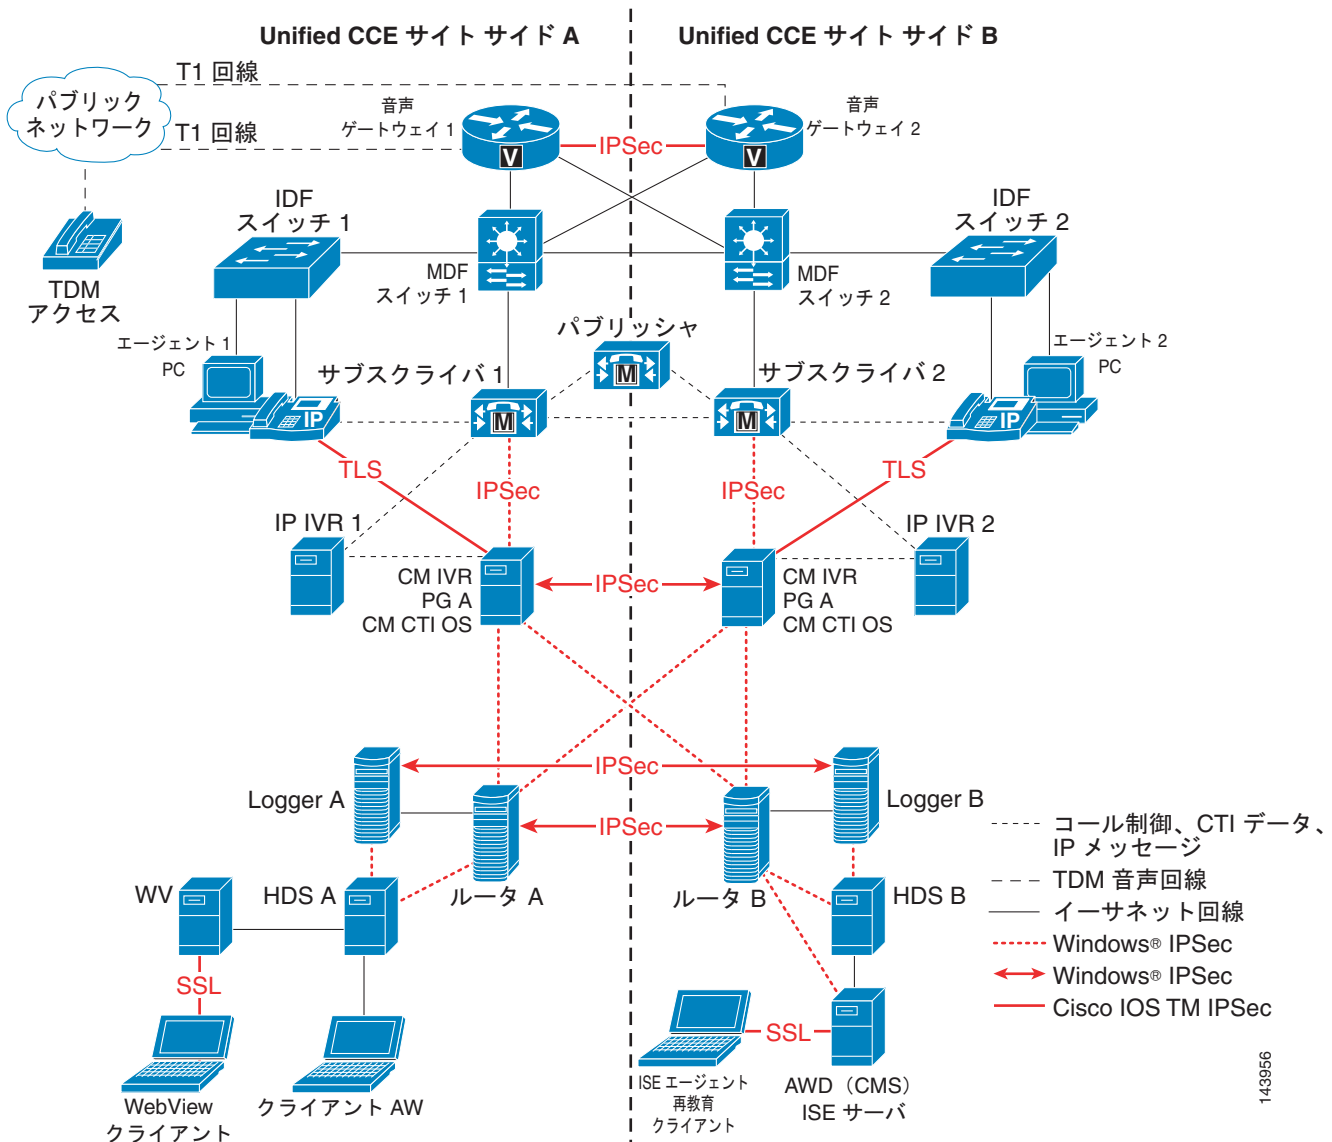 Unified CCE サイト サイド A
Unified CCE サイト サイド B
T1 回線
パブリック
ネットワーク
T1 回線
音声
ゲートウェイ 1
音声
ゲートウェイ 2
IPSec
V
V
IDF
スイッチ 1
IDF
スイッチ 2
TDM
アクセス
MDF
スイッチ 1
MDF
スイッチ 2
パブリッシャ
エージェント 1
PC
エージェント 2
PC
サブスクライバ 1
サブスクライバ 2
M
M
M
IP
IP
TLS
IPSec
IPSec
TLS
IP IVR 1
IP IVR 2
CM IVR
PG A
CM CTI OS
IPSec
CM IVR
PG A
CM CTI OS
IPSec
Logger A
Logger B
IPSec
WV
HDS A
ルータ A
ルータ B
HDS B
SSL
SSL
WebView
クライアント
クライアント AW
ISE エージェント
再教育
クライアント
AWD（CMS）
ISE サーバ
コール制御、CTI データ、
IP メッセージ
TDM 音声回線
イーサネット回線
Windows® IPSec
Windows® IPSec
Cisco IOS TM IPSec
143956